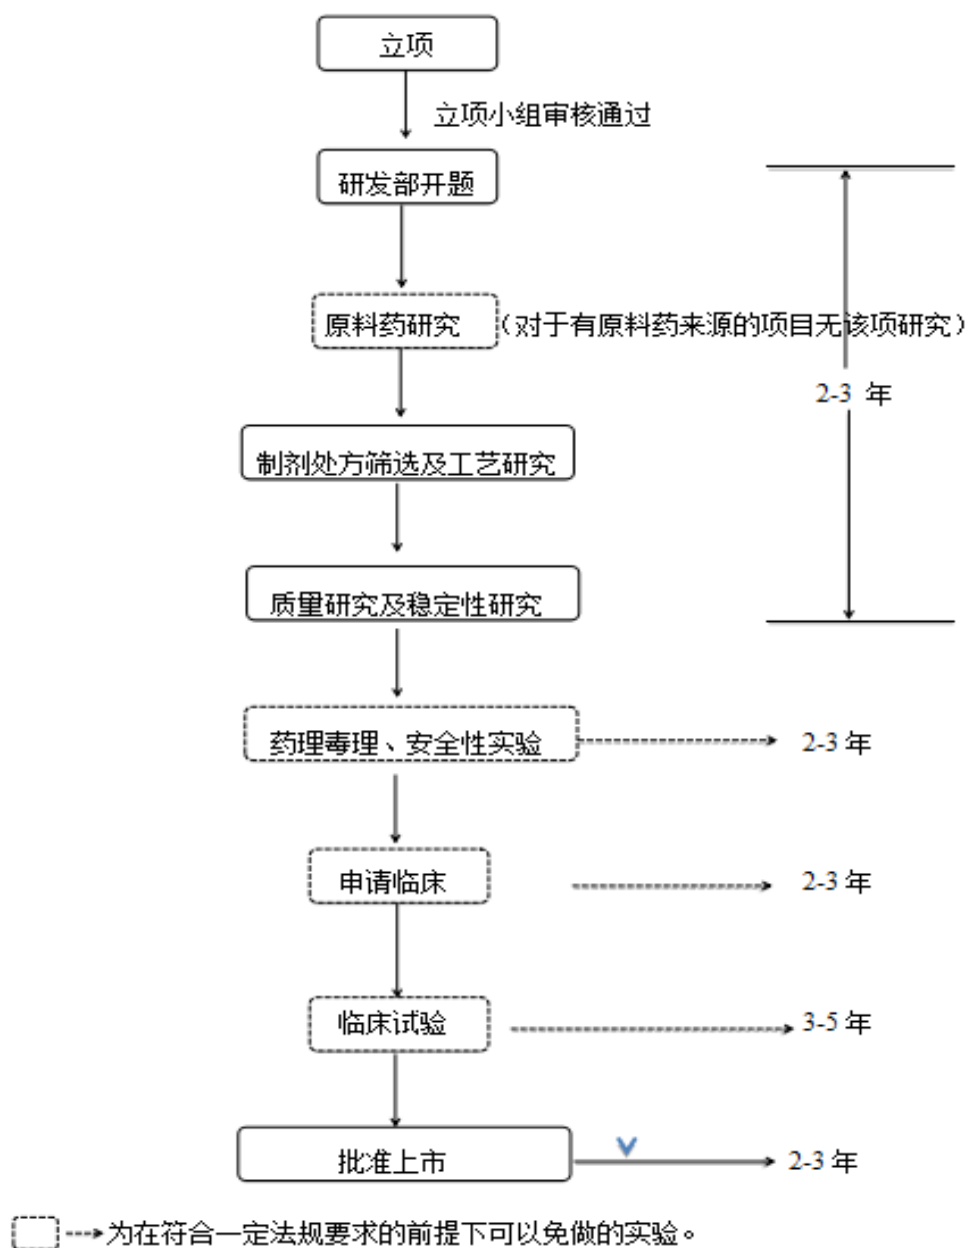 立项
立项小组审核通过
研发部开题
原料药研究 (对于有原料药来源的项目无该项研究)
2-3 年
制剂处方筛选及工艺研究
质量研究及稳定性研究
药理毒理、安全性实验 2-3 年
申请临床 2-3 年
临床试验 3-5 年
批准上市 2-3 年
为在符合一定法规要求的前提下可以免做的实验。